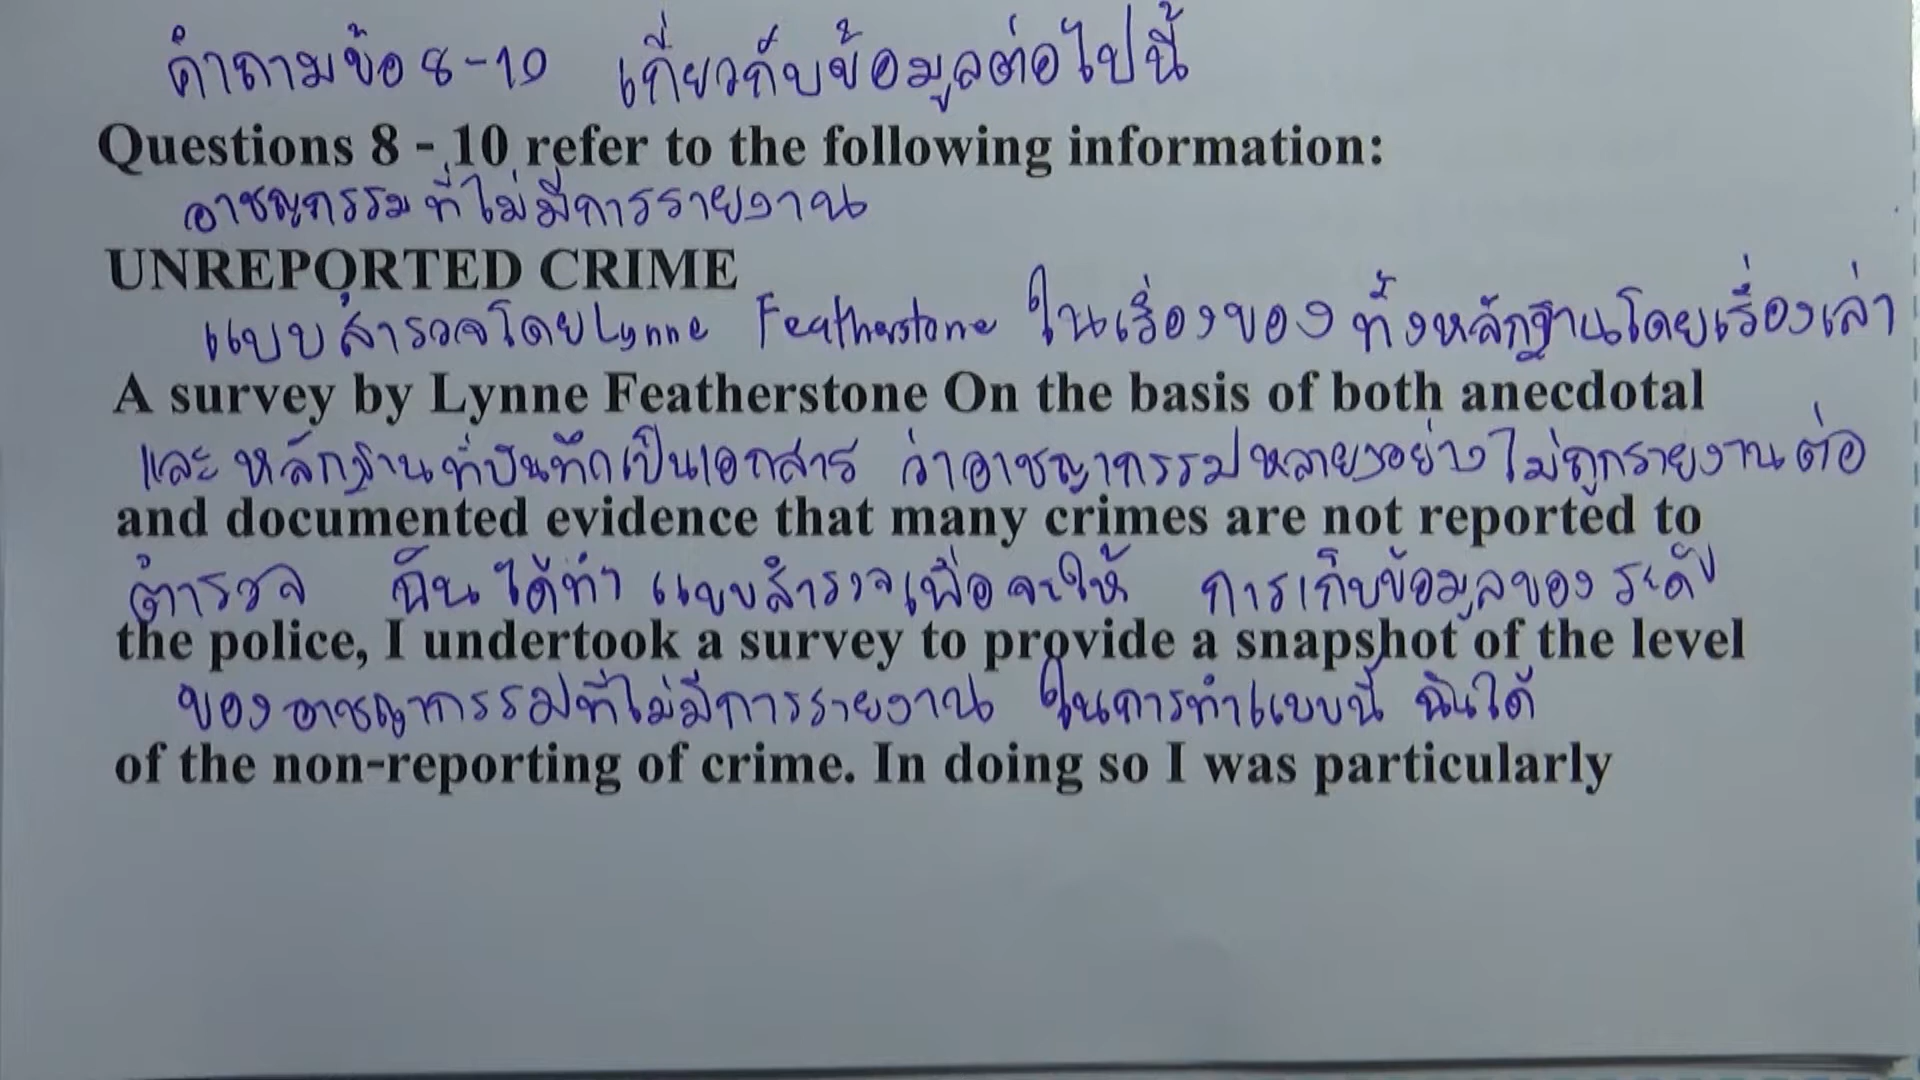 คำถามข้อ 8-10 เกี่ยวกับข้อมูลต่อไปนี้
Questions 8 - 10 refer to the following information:
อาชญกรรมที่ไม่มีการรายงาน
UNREPORTED CRIME
แบบสำรวจโดยLynne Featherstone ในเรื่องของ ทั้งหลักฐานโดยเรื่องเล่า
A survey by Lynne Featherstone On the basis of both anecdotal
และ หลักฐานที่บันทึกเป็นเอกสาร ว่าอาชญากรรมหลายๆอย่าง ไม่ถูกรายงานต่อ
and documented evidence that many crimes are not reported to
ตำรวจ ฉันได้ทำ แบบสำรวจเพื่อจะให้ การเก็บข้อมูลของ ระดับ
the police, I undertook a survey to provide a snapshot of the level
ของอาชญากรรมที่ไม่มีการรายงาน ในการทำแบบนี้ ฉันได้
of the non-reporting of crime. In doing so I was particularly